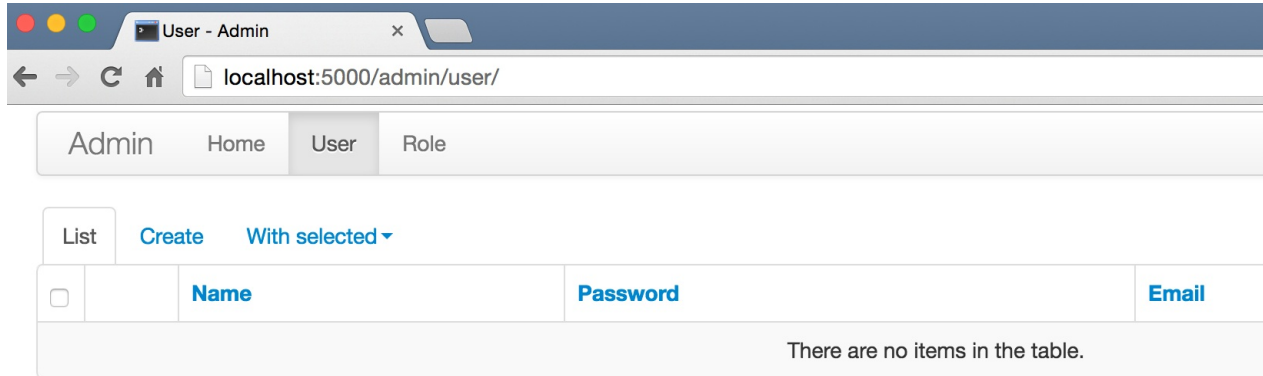 User - Admin
localhost:5000/admin/user/
Admin Home User Role
List Create With selected
Name Password Email
There are no items in the table.